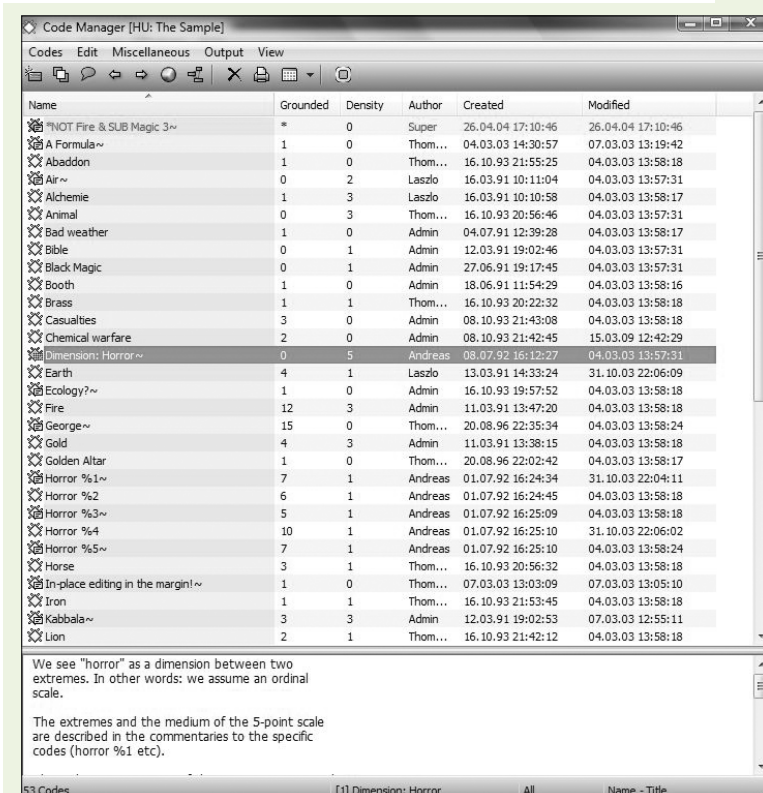 Code Manager [HU: The Sample]
Codes Edit Miscellaneous Output View
Name Grounded Density Author Created Modified
*NOT Fire & SUB Magic 3~ * 0 Super 26.04.04 17:10:46 26.04.04 17:10:46
A Formula~ 1 0 Thom... 04.03.03 14:30:57 07.03.03 13:19:42
Abaddon 1 0 Thom... 16.10.93 21:55:25 04.03.03 13:58:18
Air~ 0 2 Laszlo 16.03.91 10:11:04 04.03.03 13:57:31
Alchemie 1 3 Laszlo 16.03.91 10:10:58 04.03.03 13:58:17
Animal 0 3 Thom... 16.10.93 20:56:46 04.03.03 13:57:31
Bad weather 1 0 Admin 04.07.91 12:39:28 04.03.03 13:58:17
Bible 0 1 Admin 12.03.91 19:02:46 04.03.03 13:57:31
Black Magic 0 1 Admin 27.06.91 19:17:45 04.03.03 13:57:31
Booth 1 0 Admin 18.06.91 11:54:29 04.03.03 13:58:16
Brass 1 1 Thom... 16.10.93 20:22:32 04.03.03 13:58:18
Casualties 3 0 Admin 08.10.93 21:43:08 04.03.03 13:58:18
Chemical warfare 2 0 Admin 08.10.93 21:42:45 15.03.09 12:42:29
Dimension: Horror~ 0 5 Andreas 08.07.92 16:12:27 04.03.03 13:57:31
Earth 4 1 Laszlo 13.03.91 14:33:24 31.10.03 22:06:09
Ecology?~ 1 0 Admin 16.10.93 19:57:52 04.03.03 13:58:18
Fire 12 3 Admin 11.03.91 13:47:20 04.03.03 13:58:18
George~ 15 0 Thom... 20.08.96 22:35:34 04.03.03 13:58:24
Gold 4 3 Admin 11.03.91 13:38:15 04.03.03 13:58:18
Golden Altar 1 0 Thom... 20.08.96 22:02:42 04.03.03 13:58:17
Horror %1~ 7 1 Andreas 01.07.92 16:24:34 31.10.03 22:04:11
Horror %2 6 1 Andreas 01.07.92 16:24:45 04.03.03 13:58:18
Horror %3~ 5 1 Andreas 01.07.92 16:25:09 04.03.03 13:58:18
Horror %4 10 1 Andreas 01.07.92 16:25:10 31.10.03 22:06:02
Horror %5~ 7 1 Andreas 01.07.92 16:25:10 04.03.03 13:58:24
Horse 3 1 Thom... 16.10.93 20:56:32 04.03.03 13:58:18
In-place editing in the margin!~ 1 0 Thom... 07.03.03 13:03:09 07.03.03 13:05:10
Iron 1 1 Thom... 16.10.93 21:53:45 04.03.03 13:58:18
Kabbala~ 3 3 Admin 12.03.91 19:02:53 07.03.03 12:55:11
Lion 2 1 Thom... 16.10.93 21:42:12 04.03.03 13:58:18
We see "horror" as a dimension between two
extremes. In other words: we assume an ordinal
scale.
The extremes and the medium of the 5-point scale
are described in the commentaries to the specific
codes (horror %1 etc).
53 Codes [1] Dimension: Horror All Name - Title